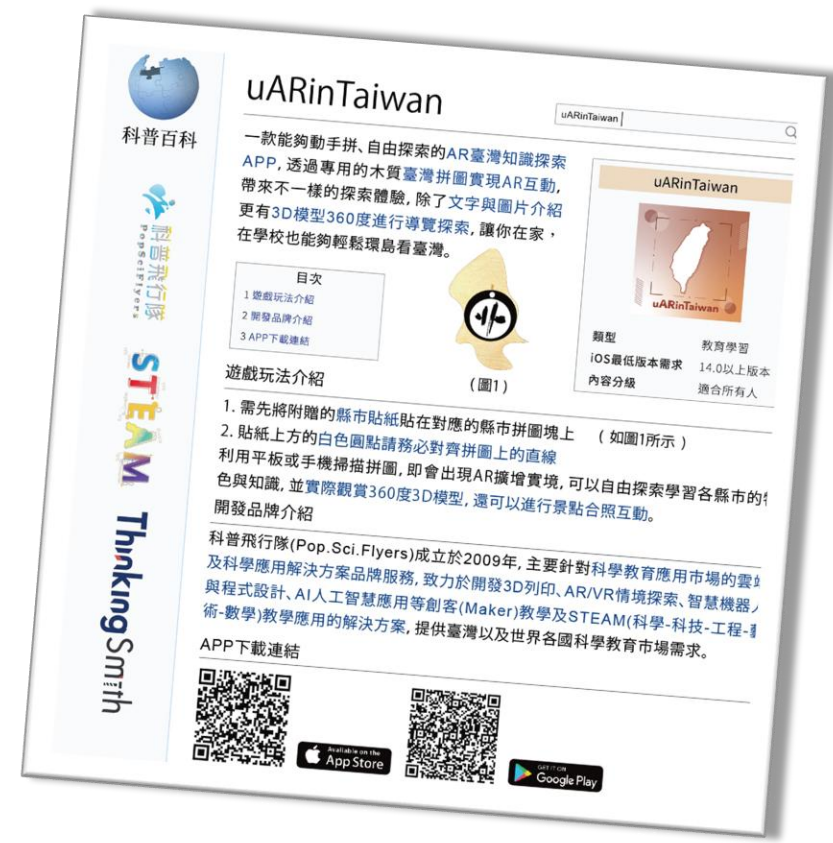 科普百科
科普飛行隊
PopSciFlyers
STEAM
ThinkingSmith
uARinTaiwan
uARinTaiwan
一款能夠動手拼、自由探索的AR臺灣知識探索
APP, 透過專用的木質臺灣拼圖實現AR互動,
帶來不一樣的探索體驗, 除了文字與圖片介紹
更有3D模型360度進行導覽探索, 讓你在家，
在學校也能夠輕鬆環島看臺灣。
目次
1 遊戲玩法介紹
2 開發品牌介紹
3 APP下載連結
(圖1)
uARinTaiwan
uARinTaiwan
類型 教育學習
iOS最低版本需求 14.0以上版本
內容分級 適合所有人
遊戲玩法介紹
1. 需先將附贈的縣市貼紙貼在對應的縣市拼圖塊上 （如圖1所示）
2. 貼紙上方的白色圓點請務必對齊拼圖上的直線
利用平板或手機掃描拼圖, 即會出現AR擴增實境, 可以自由探索學習各縣市的
色與知識, 並實際觀賞360度3D模型, 還可以進行景點合照互動。
開發品牌介紹
科普飛行隊(Pop.Sci.Flyers)成立於2009年, 主要針對科學教育應用市場的雲
及科學應用解決方案品牌服務, 致力於開發3D列印、AR/VR情境探索、智慧機器
與程式設計、AI人工智慧應用等創客(Maker)教學及STEAM(科學-科技-工程-
術-數學)教學應用的解決方案, 提供臺灣以及世界各國科學教育市場需求。
APP下載連結
Available on the
App Store
GET IT ON
Google Play